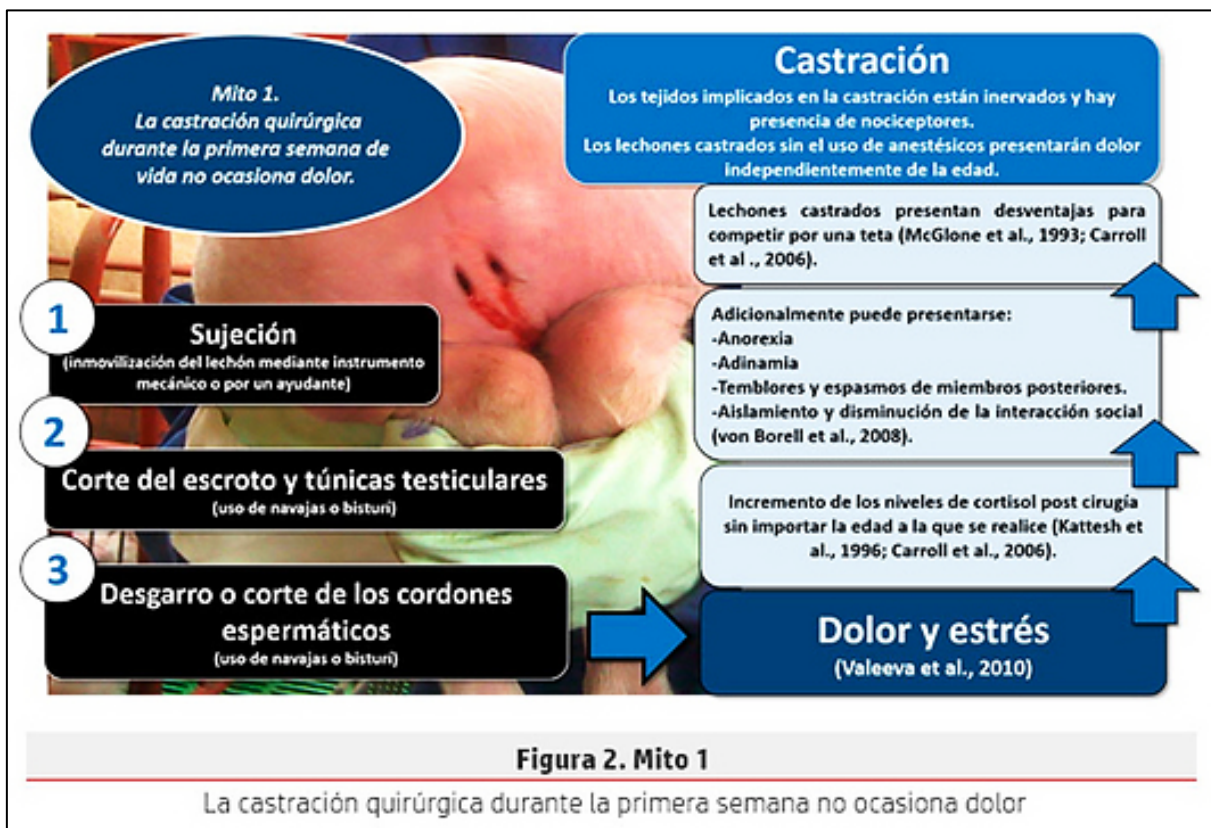 Mito 1.
La castración quirúrgica
durante la primera semana de
vida no ocasiona dolor.
Castración
Los tejidos implicados en la castración están inervados y hay
presencia de nociceptores.
Los lechones castrados sin el uso de anestésicos presentarán dolor
independientemente de la edad.
Lechones castrados presentan desventajas para
competir por una teta (McGlone et al., 1993; Carroll
et al ., 2006).
1
Sujeción
(inmovilización del lechón mediante instrumento
mecánico o por un ayudante)
Adicionalmente puede presentarse:
-Anorexia
-Adinamia
-Temblores y espasmos de miembros posteriores.
-Aislamiento y disminución de la interacción social
(von Borell et al., 2008).
2
Corte del escroto y túnicas testiculares
(uso de navajas o bisturí)
Incremento de los niveles de cortisol post cirugía
sin importar la edad a la que se realice (Kattesh et
al., 1996; Carroll et al., 2006).
3
Desgarro o corte de los cordones
espermáticos
(uso de navajas o bisturí)
Dolor y estrés
(Valeeva et al., 2010)
Figura 2. Mito 1
La castración quirúrgica durante la primera semana no ocasiona dolor